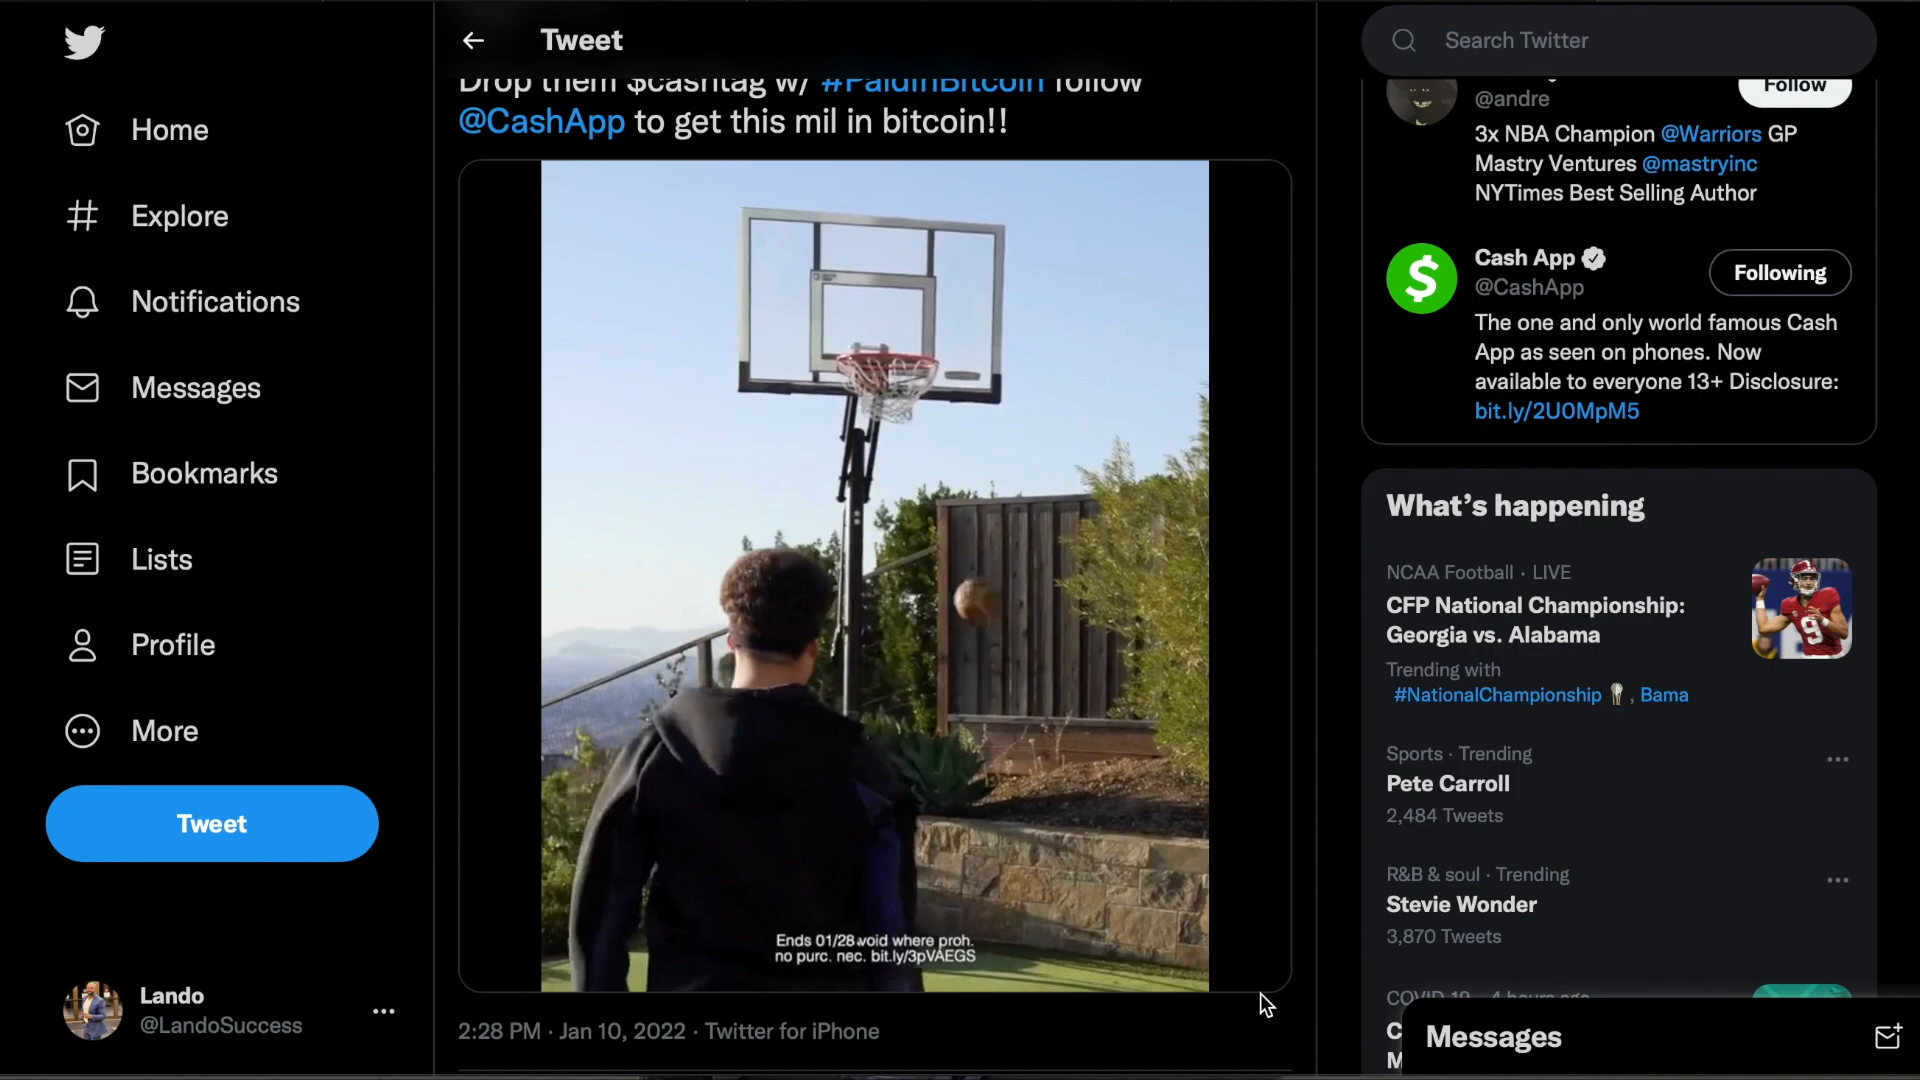 Home
Explore
Notifications
Messages
Bookmarks
Lists
Profile
More
Tweet
Lando
@LandoSuccess
Tweet
Drop them $cashtag w/ #PaidInBitcoin follow
@CashApp to get this mil in bitcoin!!
Ends 01/28 void where proh.
no purc. nec. bit.ly/3pVAEGS
2:28 PM · Jan 10, 2022 · Twitter for iPhone
Search Twitter
@andre
Follow
3x NBA Champion @Warriors GP
Mastry Ventures @mastryinc
NYTimes Best Selling Author
Cash App
@CashApp
Following
The one and only world famous Cash
App as seen on phones. Now
available to everyone 13+ Disclosure:
bit.ly/2U0MpM5
What's happening
NCAA Football · LIVE
CFP National Championship:
Georgia vs. Alabama
Trending with
#NationalChampionship , Bama
Sports · Trending
Pete Carroll
2,484 Tweets
R&B & soul · Trending
Stevie Wonder
3,870 Tweets
COVID-19 · 4 hours ago
Messages